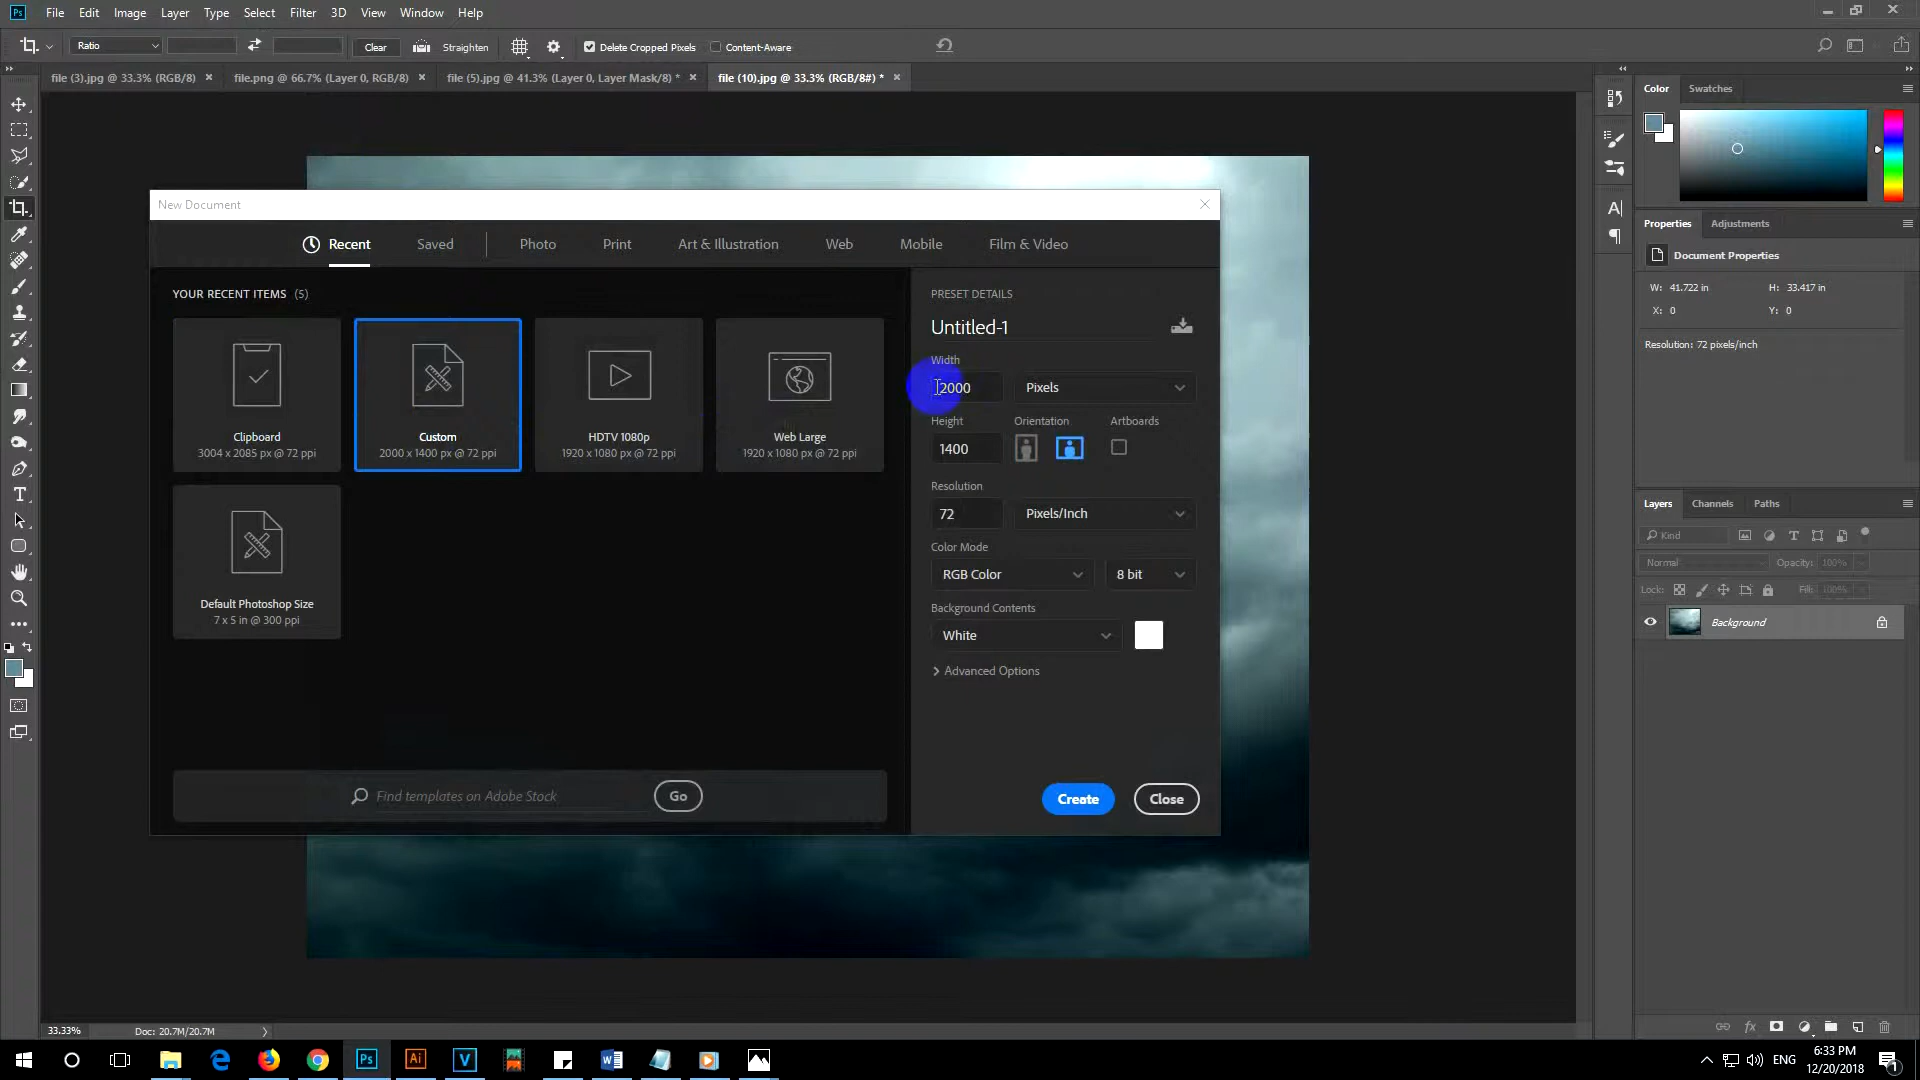 Ps File Edit Image Layer Type Select Filter 3D View Window Help
Ratio Clear Straighten Delete Cropped Pixels Content-Aware
file (3).jpg @ 33.3% (RGB/8) × file.png @ 66.7% (Layer 0, RGB/8) × file (5).jpg @ 41.3% (Layer 0, Layer Mask/8) * × file (10).jpg @ 33.3% (RGB/8#) * ×
Color Swatches
New Document
Recent Saved Photo Print Art & Illustration Web Mobile Film & Video
YOUR RECENT ITEMS (5)
Clipboard
3004 x 2085 px @ 72 ppi
Custom
2000 x 1400 px @ 72 ppi
HDTV 1080p
1920 x 1080 px @ 72 ppi
Web Large
1920 x 1080 px @ 72 ppi
Default Photoshop Size
7 x 5 in @ 300 ppi
Find templates on Adobe Stock Go
PRESET DETAILS
Untitled-1
Width
2000 Pixels
Height Orientation Artboards
1400
Resolution
72 Pixels/Inch
Color Mode
RGB Color 8 bit
Background Contents
White
Advanced Options
Create Close
Properties Adjustments
Document Properties
W: 41.722 in H: 33.417 in
X: 0 Y: 0
Resolution: 72 pixels/inch
Layers Channels Paths
Kind
Normal Opacity: 100%
Lock: Fill: 100%
Background
fx
33.33% Doc: 20.7M/20.7M
Ps Ai V ENG
6:33 PM
12/20/2018
1